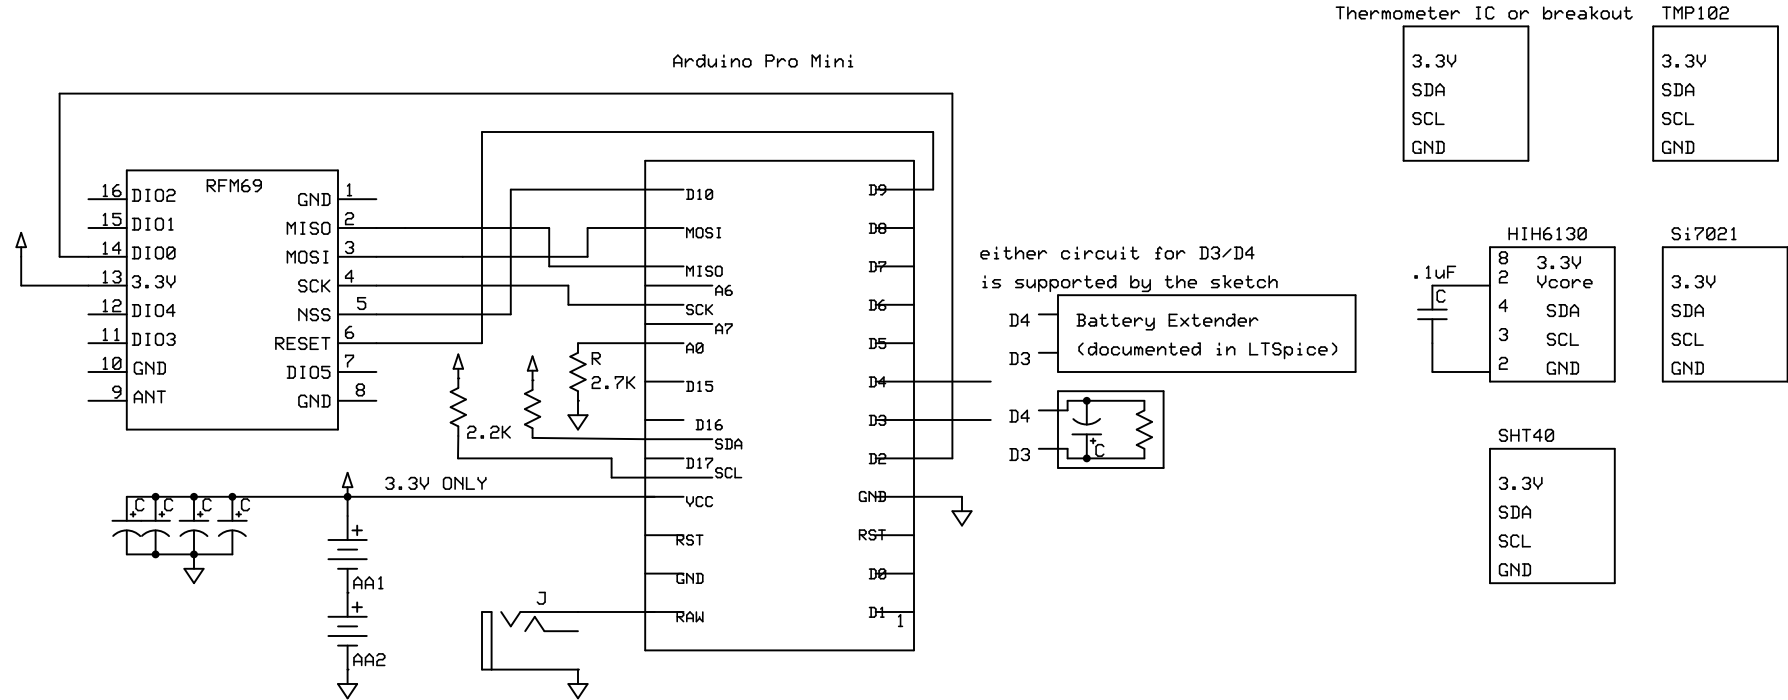 Thermometer IC or breakout
TMP102
3.3V
SDA
SCL
GND
3.3V
SDA
SCL
GND
Arduino Pro Mini
RFM69
16 DIO2
15 DIO1
14 DIO0
13 3.3V
12 DIO4
11 DIO3
10 GND
9 ANT
GND 1
MISO 2
MOSI 3
SCK 4
NSS 5
RESET 6
DIO5 7
GND 8
D10
MOSI
MISO
A6
SCK
A7
A0
D15
D16
SDA
D17
SCL
VCC
RST
GND
RAW
D9
D8
D7
D6
D5
D4
D3
D2
GND
RST
D0
D1
1
R
2.7K
2.2K
3.3V ONLY
+C
+C
+C
+C
+
AA1
+
AA2
J
either circuit for D3/D4
is supported by the sketch
D4
D3
Battery Extender
(documented in LTSpice)
D4
D3
+C
HIH6130
.1uF
C
8 3.3V
2 Vcore
4 SDA
3 SCL
2 GND
Si7021
3.3V
SDA
SCL
GND
SHT40
3.3V
SDA
SCL
GND